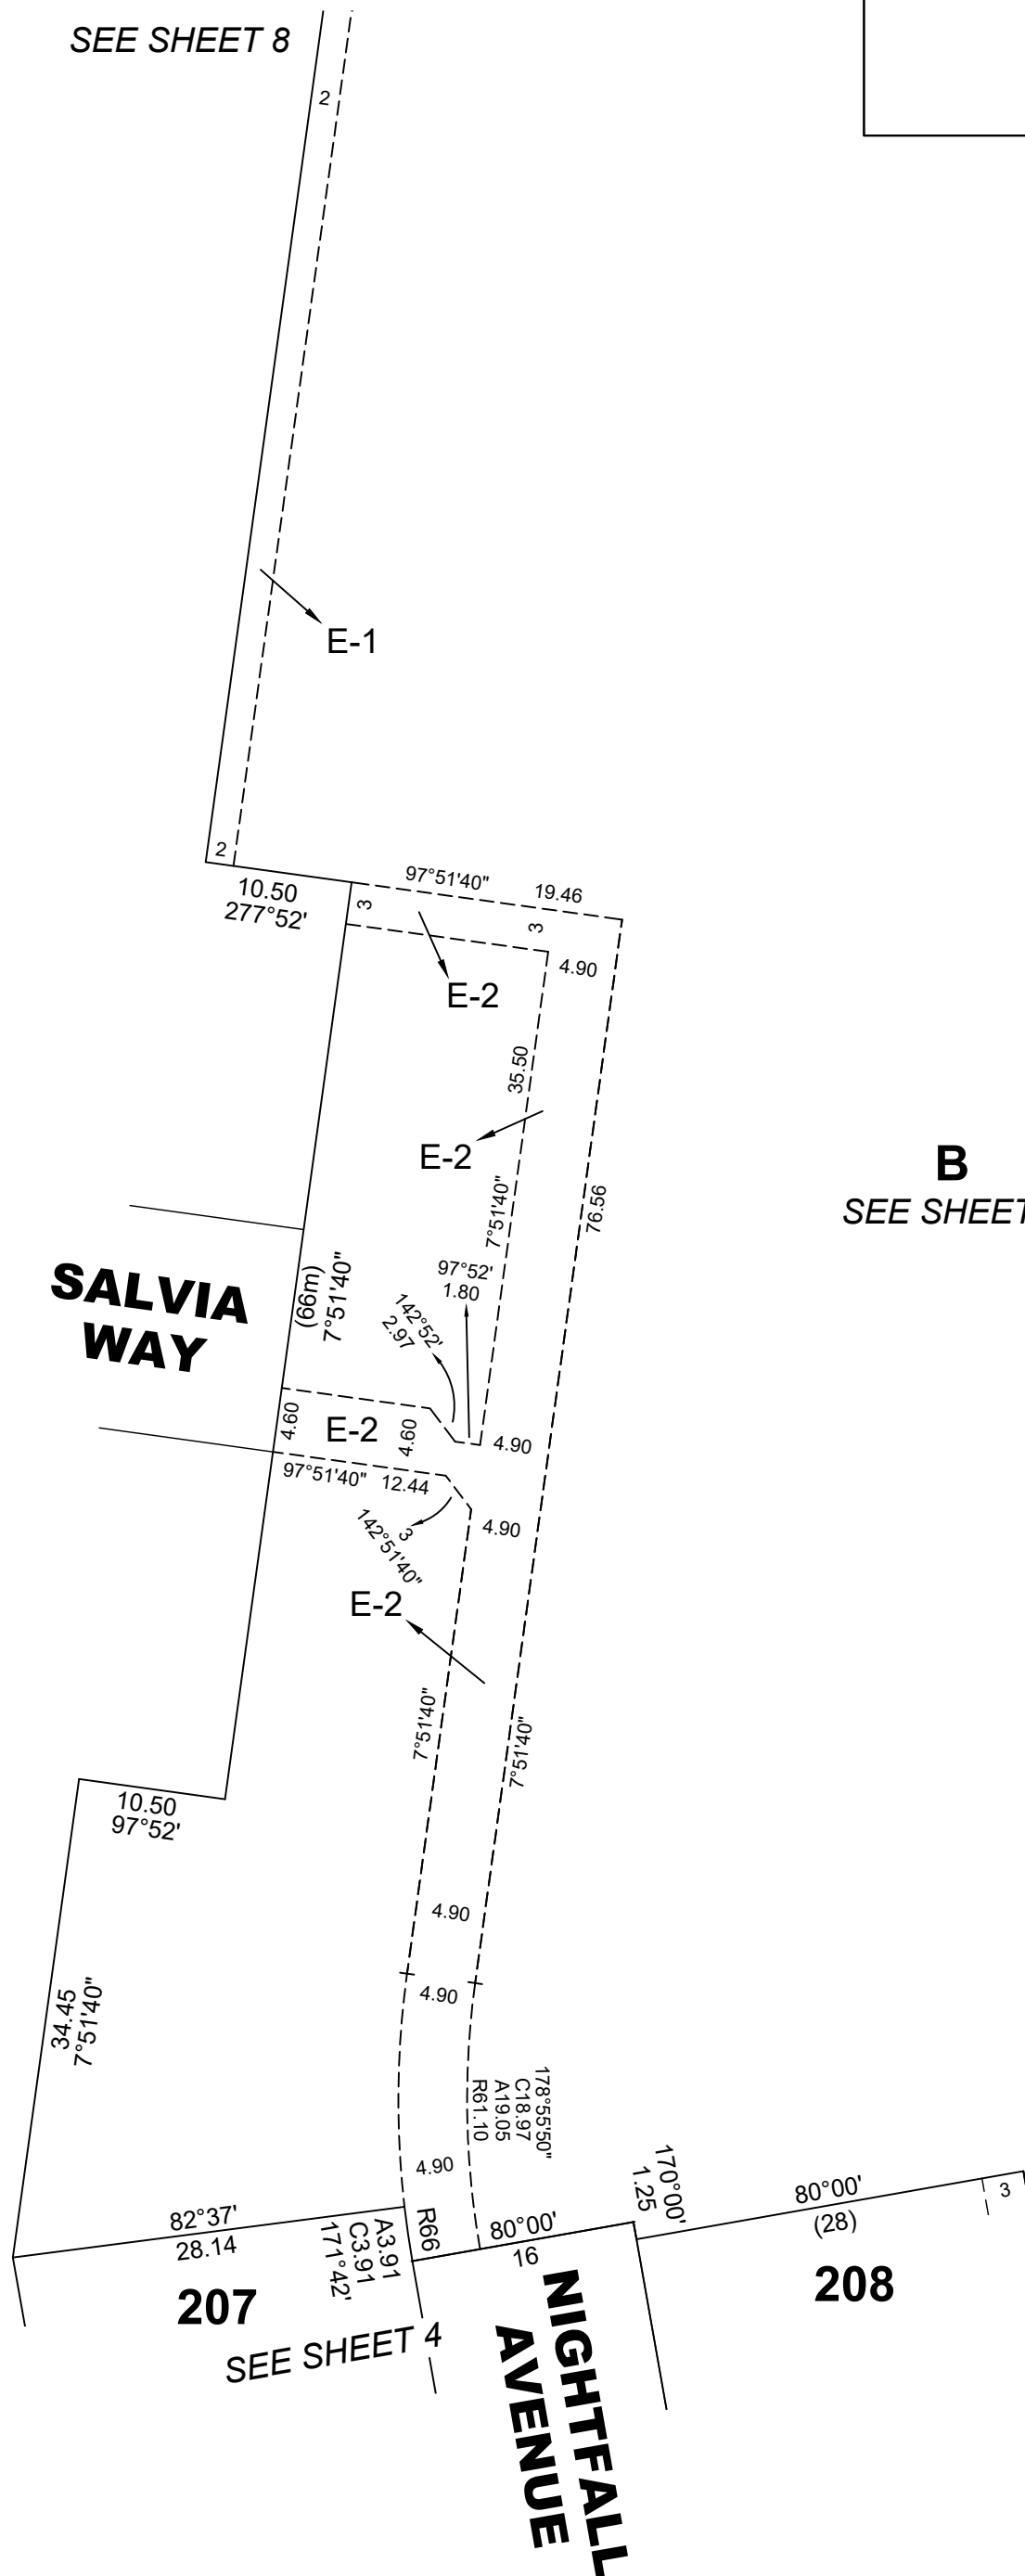 SEE SHEET 8
2
E-1
2
10.50
277°52'
97°51'40"
19.46
3
3
4.90
E-2
35.50
E-2
7°51'40"
76.56
B
SEE SHEET
SALVIA
WAY
(66m)
7°51'40"
97°52'
1.80
142°52'
2.97
4.60
E-2
4.60
4.90
97°51'40"
12.44
3
142°51'40"
4.90
E-2
7°51'40"
7°51'40"
10.50
97°52'
4.90
4.90
34.45
7°51'40"
178°55'50"
C18.97
A19.05
R61.10
4.90
170°00'
1.25
80°00'
(28)
3
82°37'
28.14
R66
A3.91
C3.91
171°42'
80°00'
16
207
208
SEE SHEET 4
NIGHTFALL
AVENUE